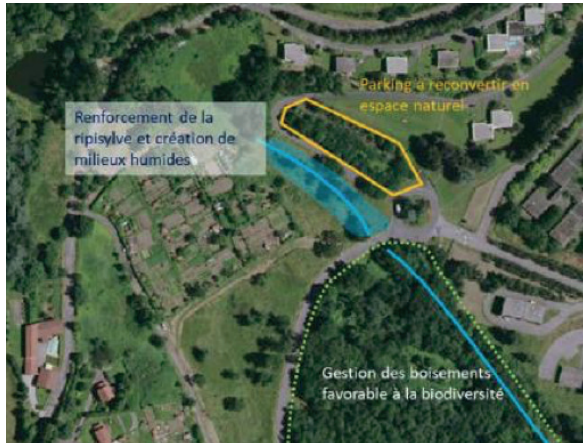 Parking à reconvertir en
espace naturel
Renforcement de la
ripisylve et création de
milieux humides
Gestion des boisements
favorable à la biodiversité